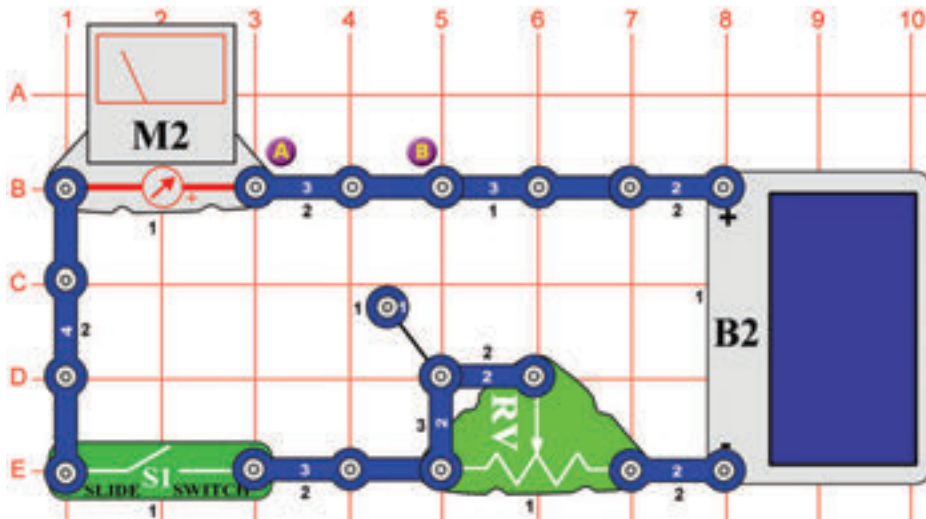 1 2 3 4 5 6 7 8 9 10
A
M2
A B
B + 3 3 2 +
1 2 1 2
C
1 1
4 2
1
B2
2
D 2
RV
3 2
E S1 3 2 -
SLIDE SWITCH
1 2 1 2